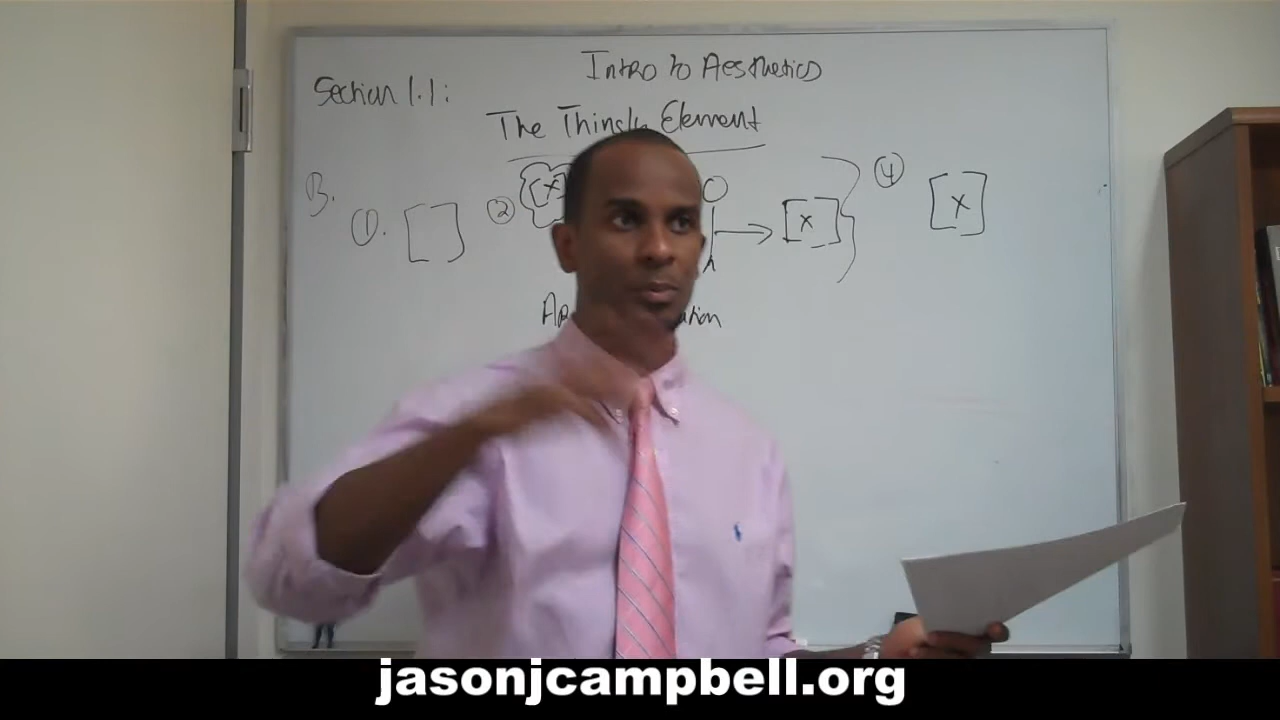 Intro to Aesthetics
Section 1.1:
The Thingly Element
B.
①. [ ] ② [x] → [x] } ④ [x]
jasonjcampbell.org